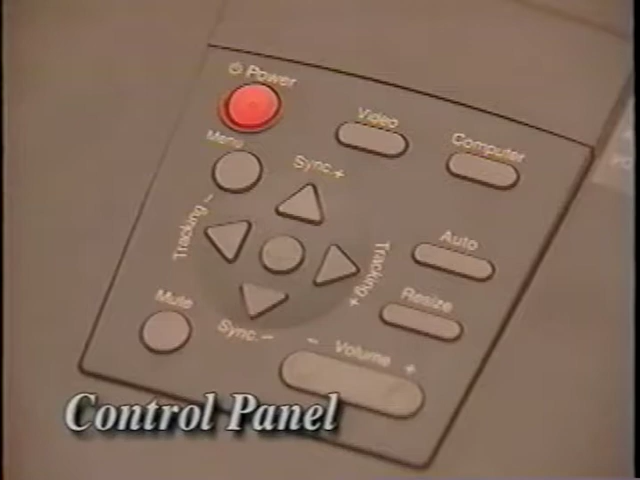 ⏻ Power
Video
Computer
Menu
Sync.+
Tracking –
Auto
Tracking +
Resize
Mute
Sync.–
– Volume +
Control Panel